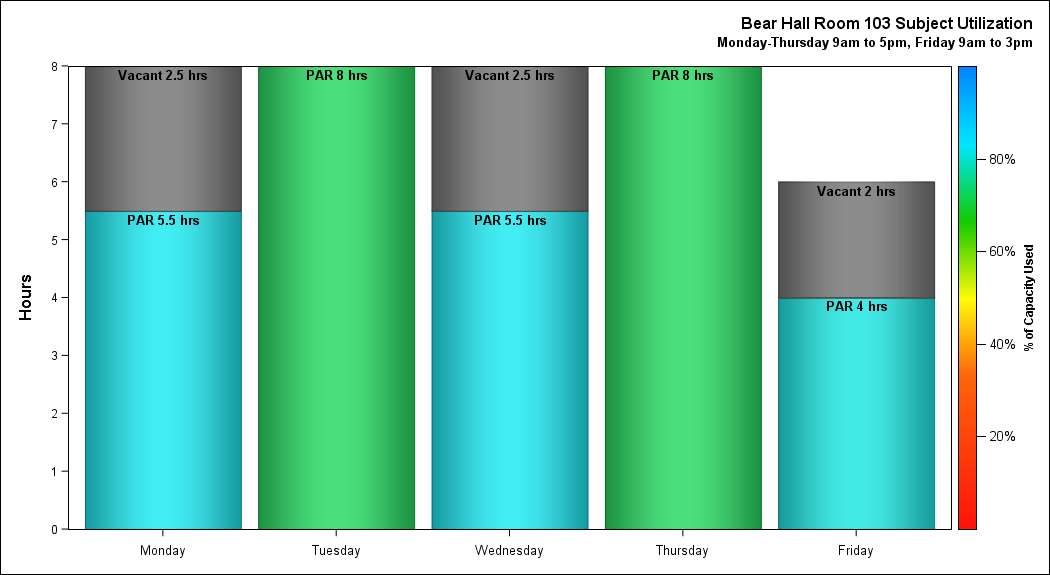 Bear Hall Room 103 Subject Utilization
Monday-Thursday 9am to 5pm, Friday 9am to 3pm
Hours
8
7
6
5
4
3
2
1
0
Vacant 2.5 hrs
PAR 5.5 hrs
PAR 8 hrs
Vacant 2.5 hrs
PAR 5.5 hrs
PAR 8 hrs
Vacant 2 hrs
PAR 4 hrs
Monday
Tuesday
Wednesday
Thursday
Friday
80%
60%
40%
20%
% of Capacity Used